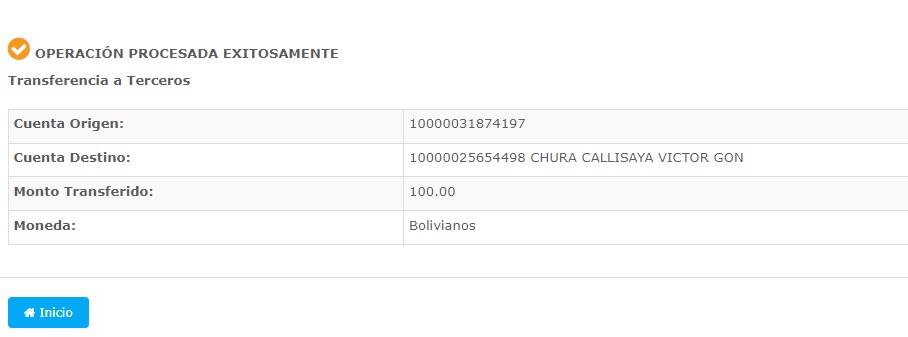 OPERACIÓN PROCESADA EXITOSAMENTE
Transferencia a Terceros
Cuenta Origen: 10000031874197
Cuenta Destino: 10000025654498 CHURA CALLISAYA VICTOR GON
Monto Transferido: 100.00
Moneda: Bolivianos
Inicio